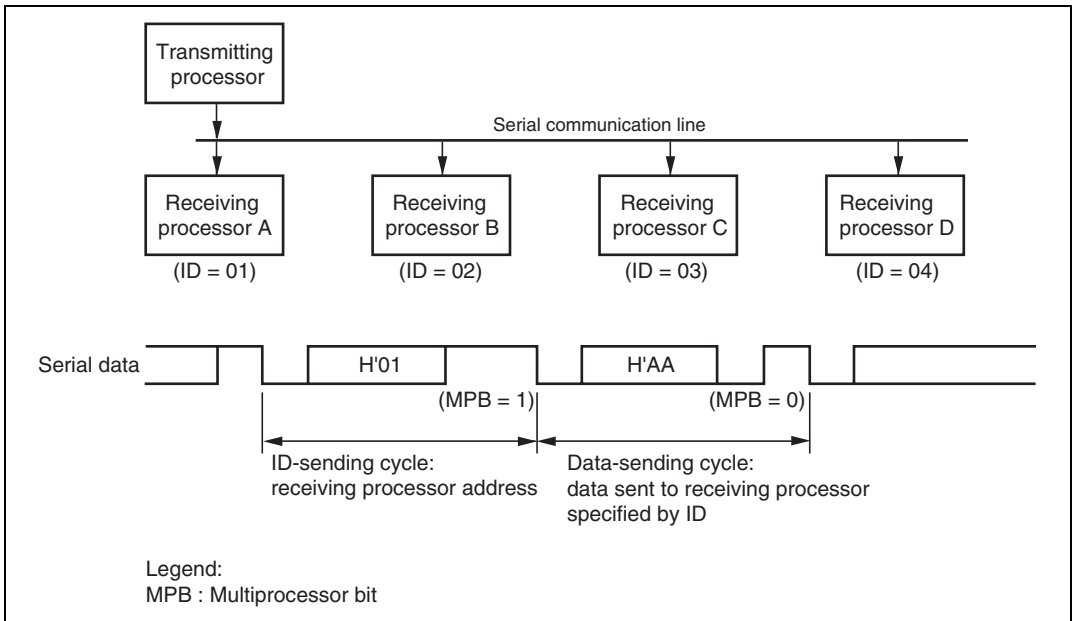 Transmitting
processor
Serial communication line
Receiving
processor A
Receiving
processor B
Receiving
processor C
Receiving
processor D
(ID = 01)
(ID = 02)
(ID = 03)
(ID = 04)
Serial data
H'01
H'AA
(MPB = 1)
(MPB = 0)
ID-sending cycle:
receiving processor address
Data-sending cycle:
data sent to receiving processor
specified by ID
Legend:
MPB : Multiprocessor bit